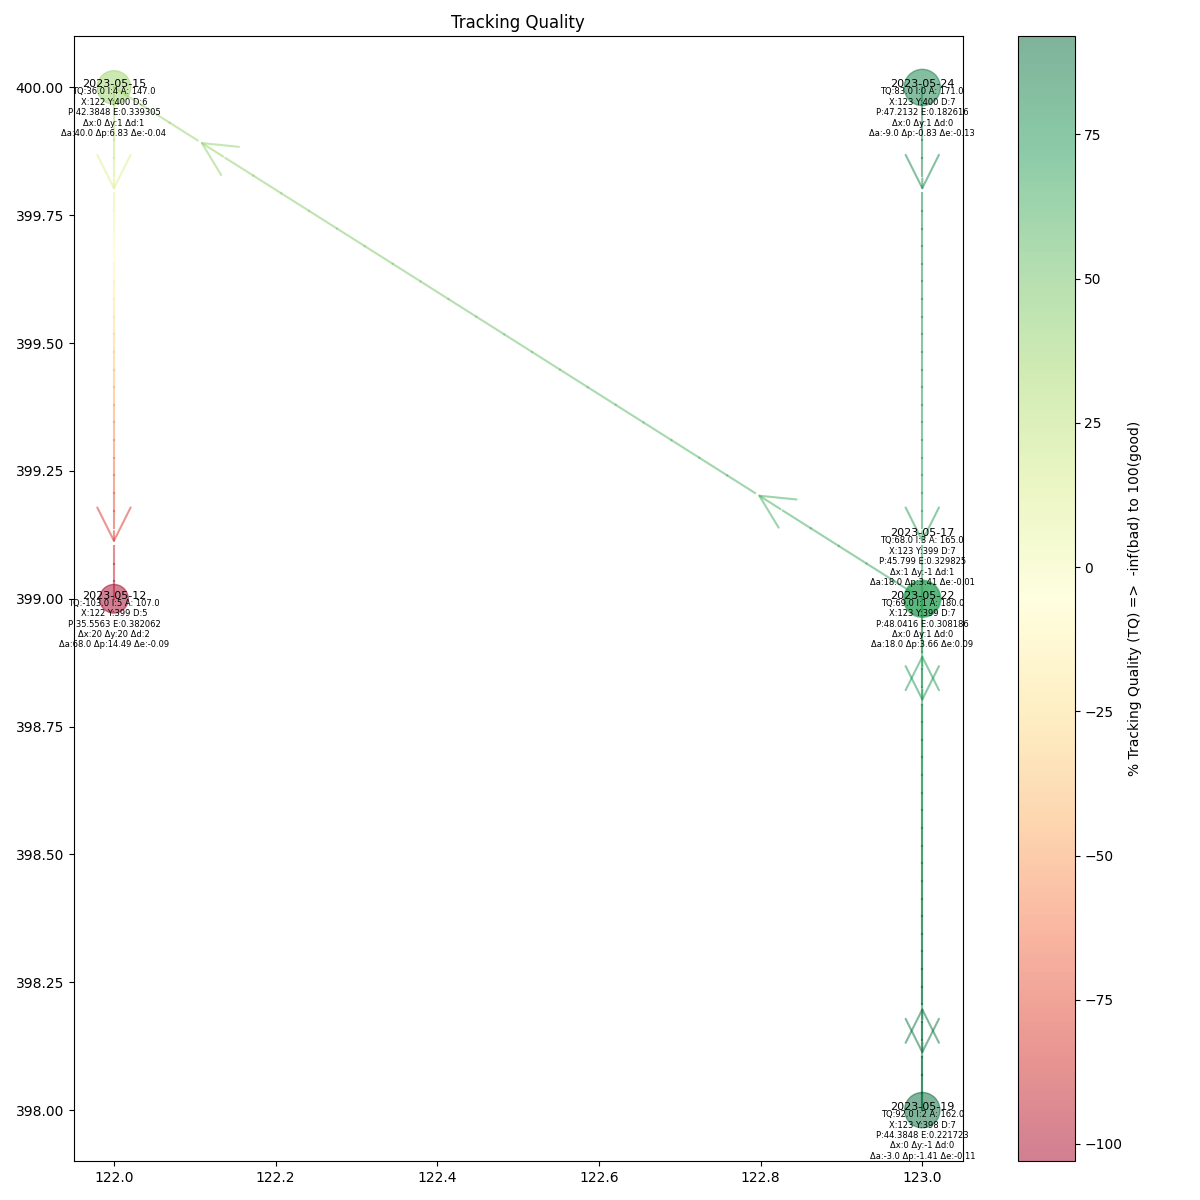 Tracking Quality
400.00
399.75
399.50
399.25
399.00
398.75
398.50
398.25
398.00
122.0
122.2
122.4
122.6
122.8
123.0
2023-05-15
TQ:36.0 I:4 A: 147.0
X:122 Y:400 D:6
P:42.3848 E:0.339305
Δx:0 Δy:1 Δd:1
Δa:40.0 Δp:6.83 Δe:-0.04
2023-05-24
TQ:83.0 I:0 A: 171.0
X:123 Y:400 D:7
P:47.2132 E:0.182616
Δx:0 Δy:1 Δd:0
Δa:-9.0 Δp:-0.83 Δe:-0.13
2023-05-17
TQ:68.0 I:3 A: 165.0
X:123 Y:399 D:7
P:45.799 E:0.329825
Δx:1 Δy:-1 Δd:1
Δa:18.0 Δp:3.41 Δe:-0.01
2023-05-12
TQ:-103.0 I:5 A: 107.0
X:122 Y:399 D:5
P:35.5563 E:0.382062
Δx:20 Δy:20 Δd:2
Δa:68.0 Δp:14.49 Δe:-0.09
2023-05-22
TQ:69.0 I:1 A: 180.0
X:123 Y:399 D:7
P:48.0416 E:0.308186
Δx:0 Δy:1 Δd:0
Δa:18.0 Δp:3.66 Δe:0.09
2023-05-19
TQ:92.0 I:2 A: 162.0
X:123 Y:398 D:7
P:44.3848 E:0.221723
Δx:0 Δy:-1 Δd:0
Δa:-3.0 Δp:-1.41 Δe:-0.11
75
50
25
0
−25
−50
−75
−100
% Tracking Quality (TQ) => -inf(bad) to 100(good)